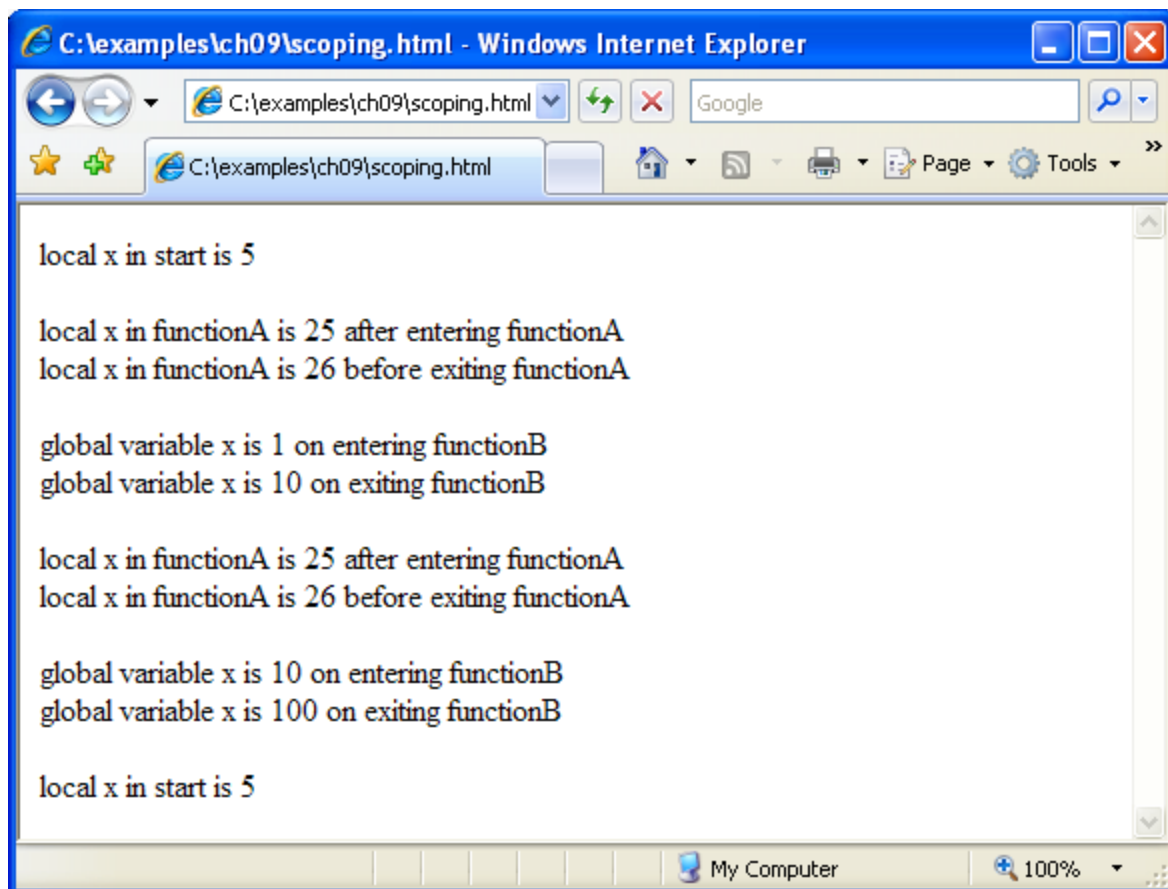 C:\examples\ch09\scoping.html - Windows Internet Explorer
C:\examples\ch09\scoping.html
Google
C:\examples\ch09\scoping.html
Page
Tools
»
local x in start is 5
local x in functionA is 25 after entering functionA
local x in functionA is 26 before exiting functionA
global variable x is 1 on entering functionB
global variable x is 10 on exiting functionB
local x in functionA is 25 after entering functionA
local x in functionA is 26 before exiting functionA
global variable x is 10 on entering functionB
global variable x is 100 on exiting functionB
local x in start is 5
My Computer
100%